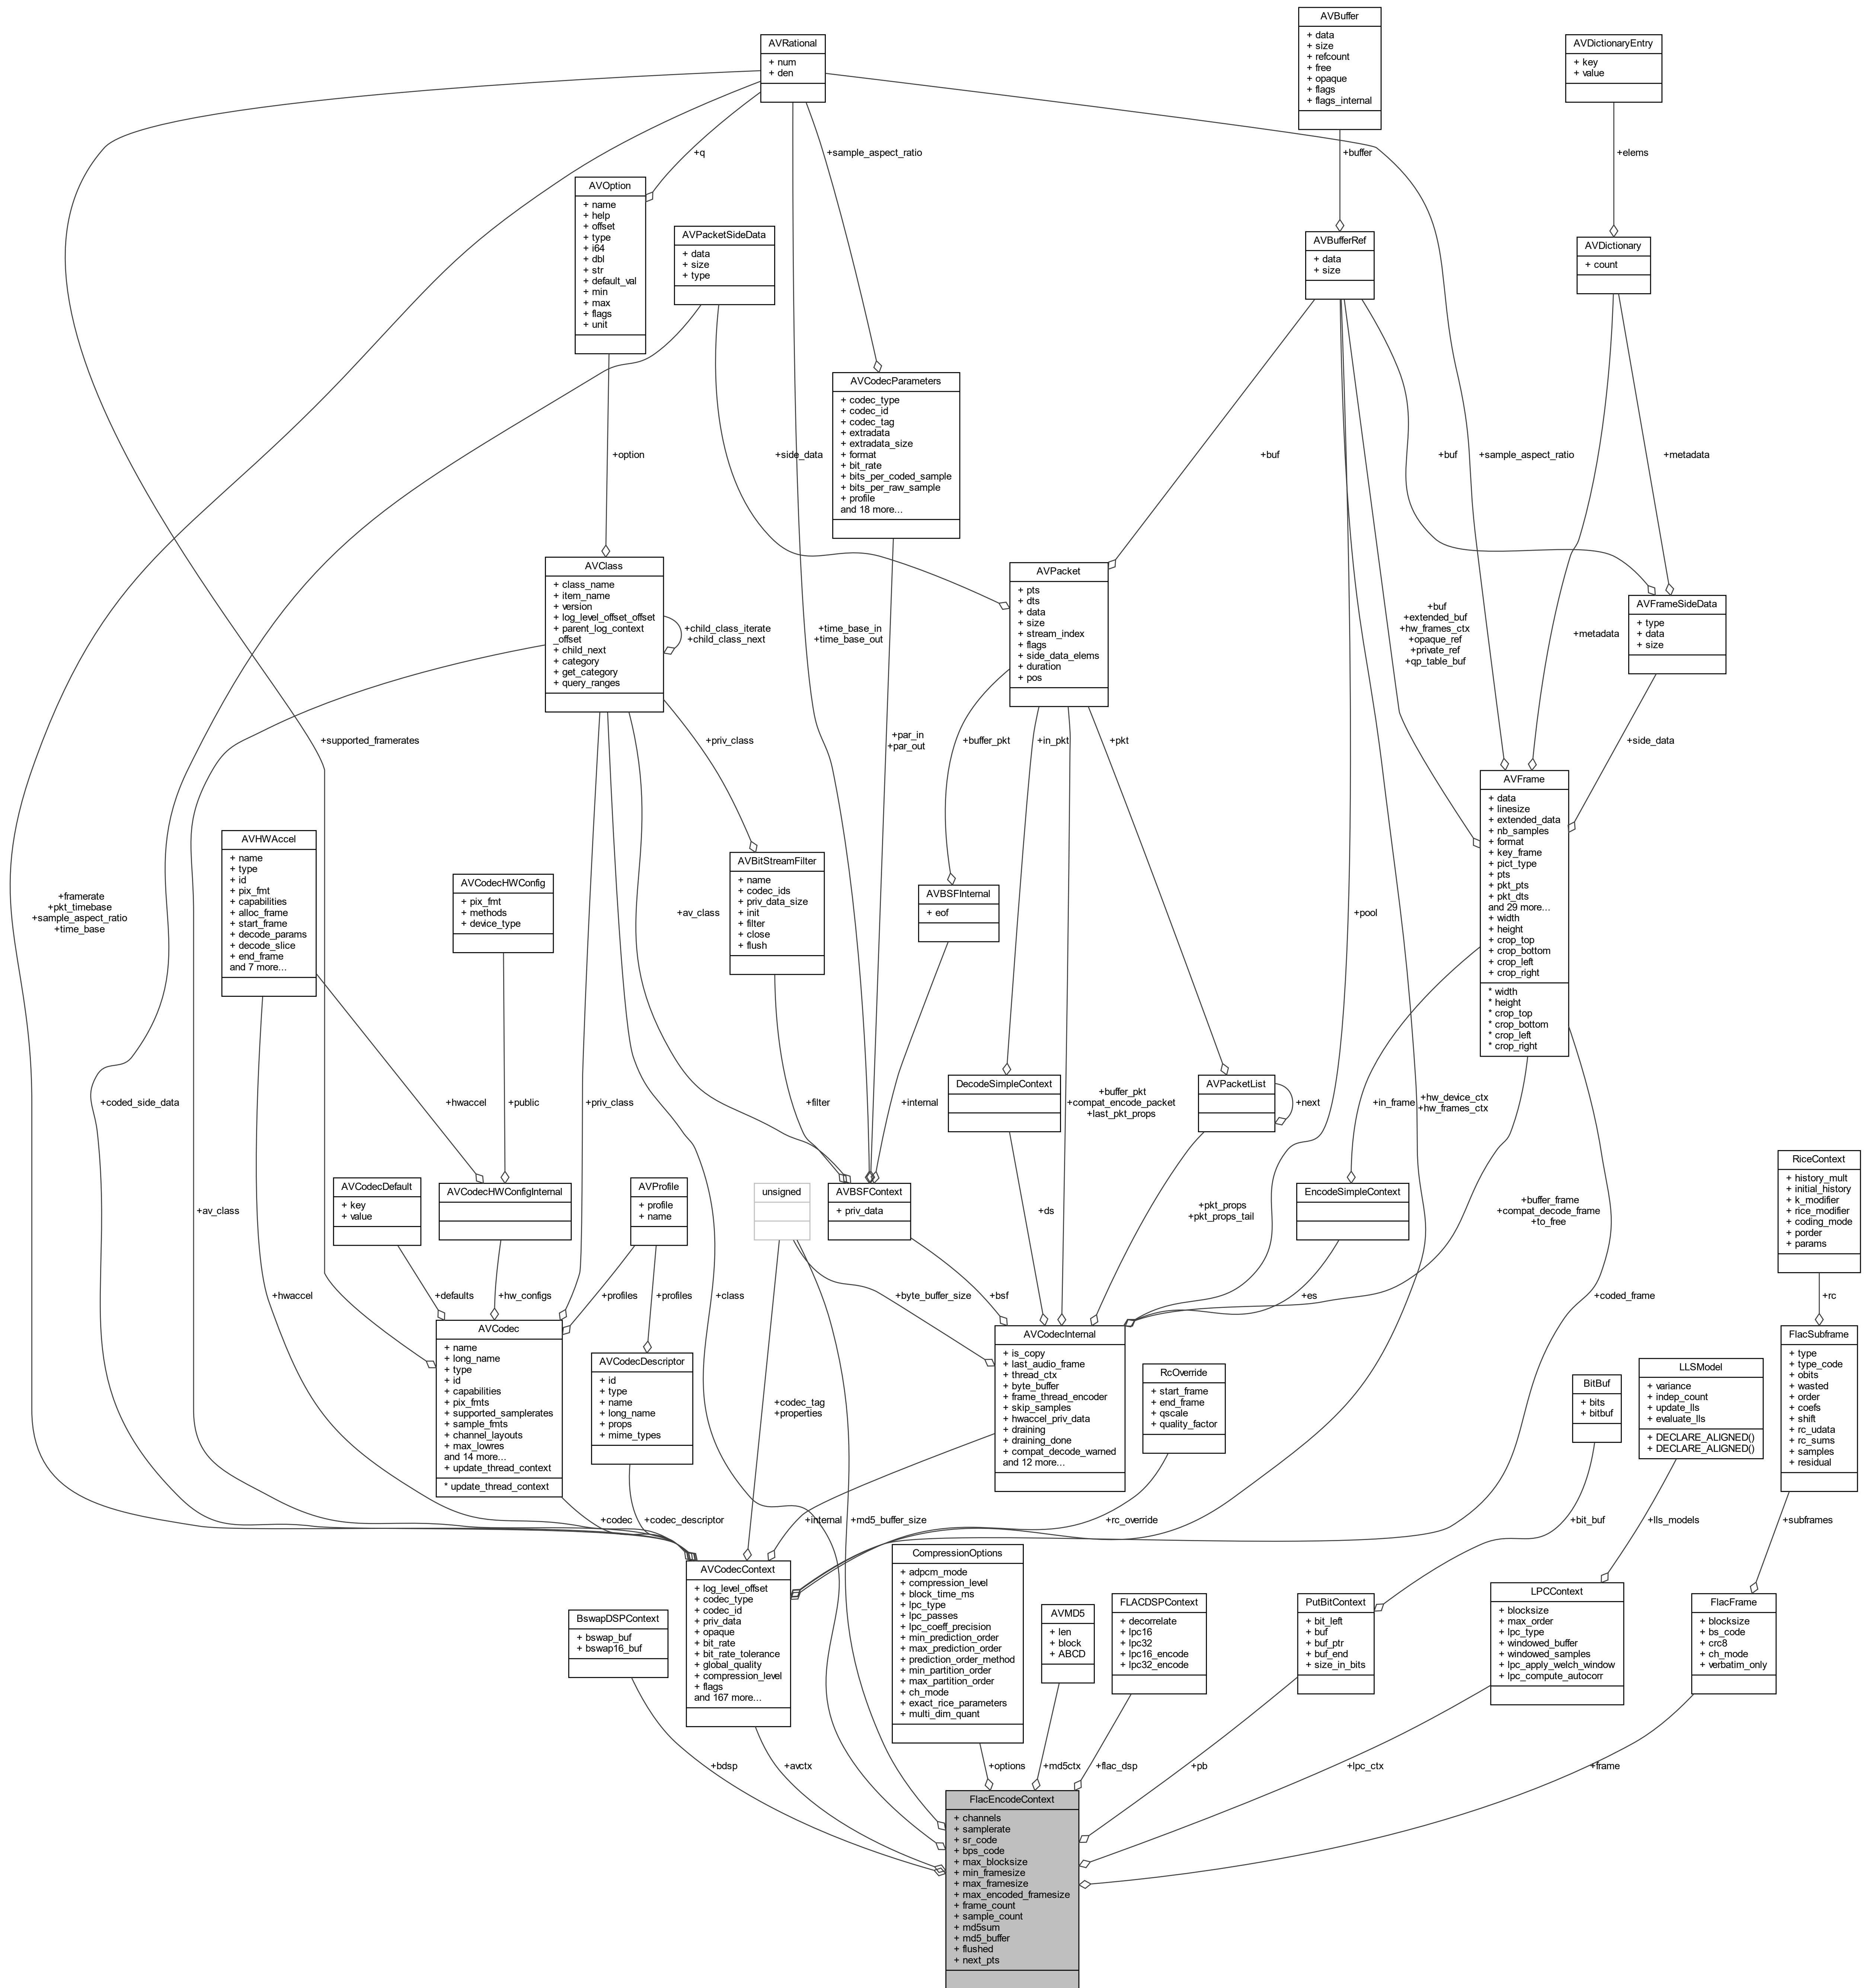 AVBuffer
+ data
+ size
+ refcount
+ free
+ opaque
+ flags
+ flags_internal
AVRational
+ num
+ den
AVDictionaryEntry
+ key
+ value
+q
+sample_aspect_ratio
+buffer
+elems
AVOption
+ name
+ help
+ offset
+ type
+ i64
+ dbl
+ str
+ default_val
+ min
+ max
+ flags
+ unit
AVPacketSideData
+ data
+ size
+ type
AVBufferRef
+ data
+ size
AVDictionary
+ count
AVCodecParameters
+ codec_type
+ codec_id
+ codec_tag
+ extradata
+ extradata_size
+ format
+ bit_rate
+ bits_per_coded_sample
+ bits_per_raw_sample
+ profile
and 18 more...
+option
+side_data
+buf
+buf
+sample_aspect_ratio
+metadata
AVClass
+ class_name
+ item_name
+ version
+ log_level_offset_offset
+ parent_log_context
_offset
+ child_next
+ category
+ get_category
+ query_ranges
+child_class_iterate
+child_class_next
+time_base_in
+time_base_out
AVPacket
+ pts
+ dts
+ data
+ size
+ stream_index
+ flags
+ side_data_elems
+ duration
+ pos
+buf
+extended_buf
+hw_frames_ctx
+opaque_ref
+private_ref
+qp_table_buf
+metadata
AVFrameSideData
+ type
+ data
+ size
+supported_framerates
+priv_class
+par_in
+par_out
+buffer_pkt
+in_pkt
+pkt
+side_data
AVFrame
+ data
+ linesize
+ extended_data
+ nb_samples
+ format
+ key_frame
+ pict_type
+ pts
+ pkt_pts
+ pkt_dts
and 29 more...
+ width
+ height
+ crop_top
+ crop_bottom
+ crop_left
+ crop_right
* width
* height
* crop_top
* crop_bottom
* crop_left
* crop_right
AVHWAccel
+ name
+ type
+ id
+ pix_fmt
+ capabilities
+ alloc_frame
+ start_frame
+ decode_params
+ decode_slice
+ end_frame
and 7 more...
+framerate
+pkt_timebase
+sample_aspect_ratio
+time_base
AVCodecHWConfig
+ pix_fmt
+ methods
+ device_type
+av_class
AVBitStreamFilter
+ name
+ codec_ids
+ priv_data_size
+ init
+ filter
+ close
+ flush
AVBSFInternal
+ eof
+pool
+coded_side_data
+hwaccel
+public
+priv_class
+filter
+internal
DecodeSimpleContext
+buffer_pkt
+compat_encode_packet
+last_pkt_props
AVPacketList
+next
+in_frame
+hw_device_ctx
+hw_frames_ctx
+av_class
AVCodecDefault
+ key
+ value
AVCodecHWConfigInternal
AVProfile
+ profile
+ name
unsigned
AVBSFContext
+ priv_data
+ds
+pkt_props
+pkt_props_tail
EncodeSimpleContext
+buffer_frame
+compat_decode_frame
+to_free
RiceContext
+ history_mult
+ initial_history
+ k_modifier
+ rice_modifier
+ coding_mode
+ porder
+ params
+hwaccel
+defaults
+hw_configs
+profiles
+profiles
+class
+byte_buffer_size
+bsf
+es
+coded_frame
+rc
AVCodec
+ name
+ long_name
+ type
+ id
+ capabilities
+ pix_fmts
+ supported_samplerates
+ sample_fmts
+ channel_layouts
+ max_lowres
and 14 more...
+ update_thread_context
* update_thread_context
AVCodecDescriptor
+ id
+ type
+ name
+ long_name
+ props
+ mime_types
+codec_tag
+properties
AVCodecInternal
+ is_copy
+ last_audio_frame
+ thread_ctx
+ byte_buffer
+ frame_thread_encoder
+ skip_samples
+ hwaccel_priv_data
+ draining
+ draining_done
+ compat_decode_warned
and 12 more...
RcOverride
+ start_frame
+ end_frame
+ qscale
+ quality_factor
BitBuf
+ bits
+ bitbuf
LLSModel
+ variance
+ indep_count
+ update_lls
+ evaluate_lls
+ DECLARE_ALIGNED()
+ DECLARE_ALIGNED()
FlacSubframe
+ type
+ type_code
+ obits
+ wasted
+ order
+ coefs
+ shift
+ rc_udata
+ rc_sums
+ samples
+ residual
+codec
+codec_descriptor
+internal
+md5_buffer_size
+rc_override
+bit_buf
+lls_models
+subframes
BswapDSPContext
+ bswap_buf
+ bswap16_buf
AVCodecContext
+ log_level_offset
+ codec_type
+ codec_id
+ priv_data
+ opaque
+ bit_rate
+ bit_rate_tolerance
+ global_quality
+ compression_level
+ flags
and 167 more...
CompressionOptions
+ adpcm_mode
+ compression_level
+ block_time_ms
+ lpc_type
+ lpc_passes
+ lpc_coeff_precision
+ min_prediction_order
+ max_prediction_order
+ prediction_order_method
+ min_partition_order
+ max_partition_order
+ ch_mode
+ exact_rice_parameters
+ multi_dim_quant
AVMD5
+ len
+ block
+ ABCD
FLACDSPContext
+ decorrelate
+ lpc16
+ lpc32
+ lpc16_encode
+ lpc32_encode
PutBitContext
+ bit_left
+ buf
+ buf_ptr
+ buf_end
+ size_in_bits
LPCContext
+ blocksize
+ max_order
+ lpc_type
+ windowed_buffer
+ windowed_samples
+ lpc_apply_welch_window
+ lpc_compute_autocorr
FlacFrame
+ blocksize
+ bs_code
+ crc8
+ ch_mode
+ verbatim_only
+bdsp
+avctx
+options
+md5ctx
+flac_dsp
+pb
+lpc_ctx
+frame
FlacEncodeContext
+ channels
+ samplerate
+ sr_code
+ bps_code
+ max_blocksize
+ min_framesize
+ max_framesize
+ max_encoded_framesize
+ frame_count
+ sample_count
+ md5sum
+ md5_buffer
+ flushed
+ next_pts